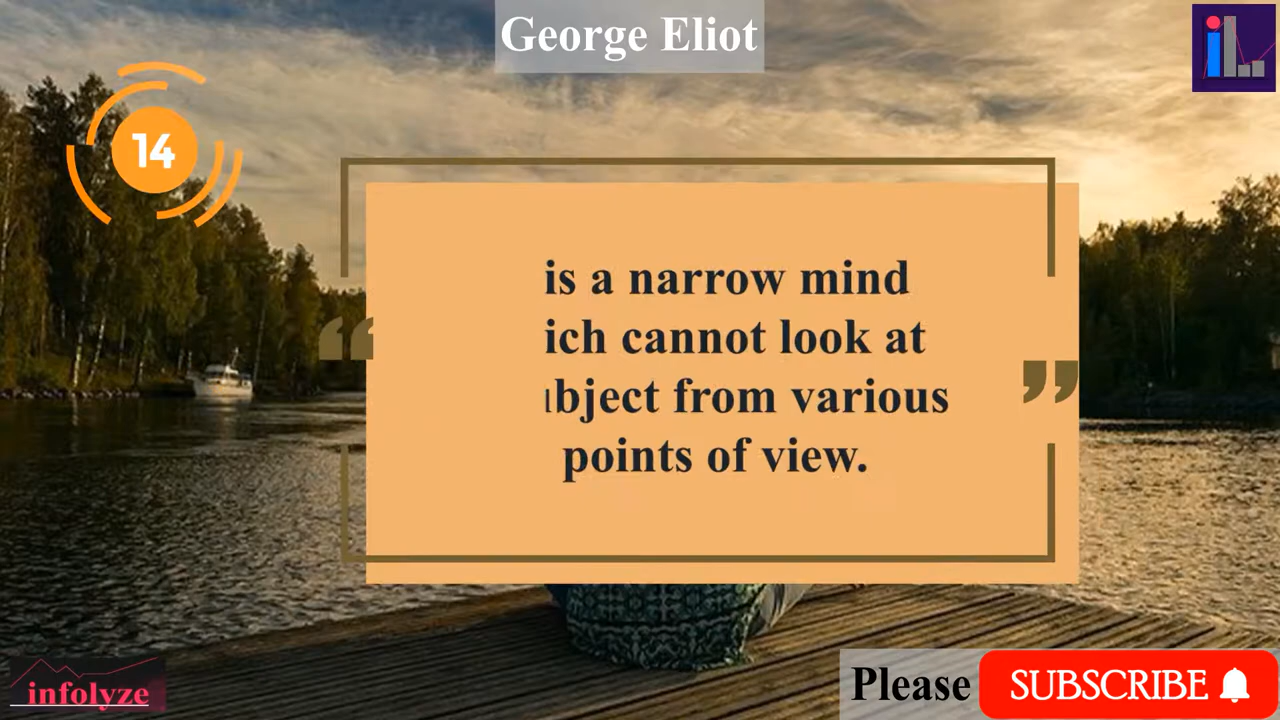 George Eliot
14
is a narrow mind
ich cannot look at
bject from various
points of view.
infolyze
Please SUBSCRIBE